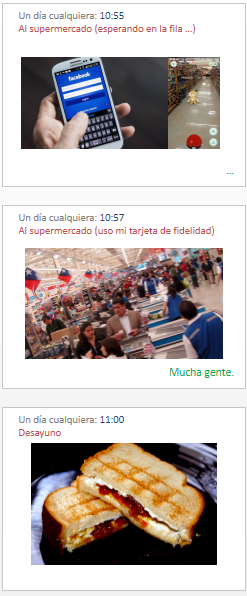 Un día cualquiera: 10:55
Al supermercado (esperando en la fila ...)
facebook
...
Un día cualquiera: 10:57
Al supermercado (uso mi tarjeta de fidelidad)
Mucha gente.
Un día cualquiera: 11:00
Desayuno